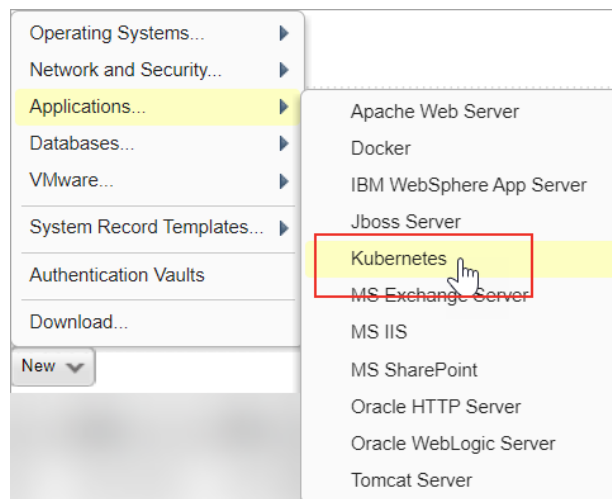 Operating Systems...
Network and Security...
Applications...
Databases...
VMware...
System Record Templates...
Authentication Vaults
Download...
New
Apache Web Server
Docker
IBM WebSphere App Server
Jboss Server
Kubernetes
MS Exchange Server
MS IIS
MS SharePoint
Oracle HTTP Server
Oracle WebLogic Server
Tomcat Server